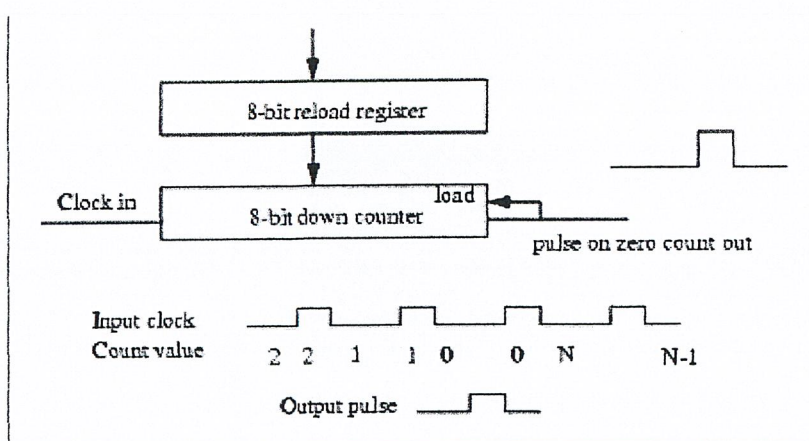 8-bit reload register
load
Clock in
8-bit down counter
pulse on zero count out
Input clock
Count value 2 2 1 1 0 0 N N-1
Output pulse